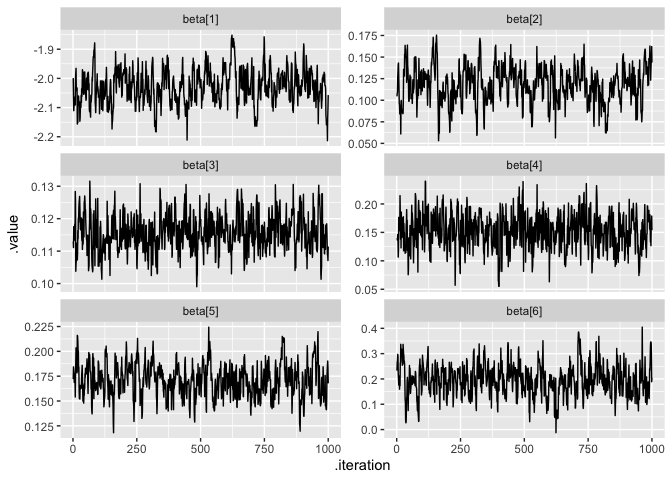 beta[1]
beta[2]
-1.9
-2.0
-2.1
-2.2
0.175
0.150
0.125
0.100
0.075
0.050
beta[3]
beta[4]
0.13
0.12
0.11
0.10
0.20
0.15
0.10
0.05
beta[5]
beta[6]
0.225
0.200
0.175
0.150
0.125
0.4
0.3
0.2
0.1
0.0
0 250 500 750 1000
0 250 500 750 1000
.value
.iteration